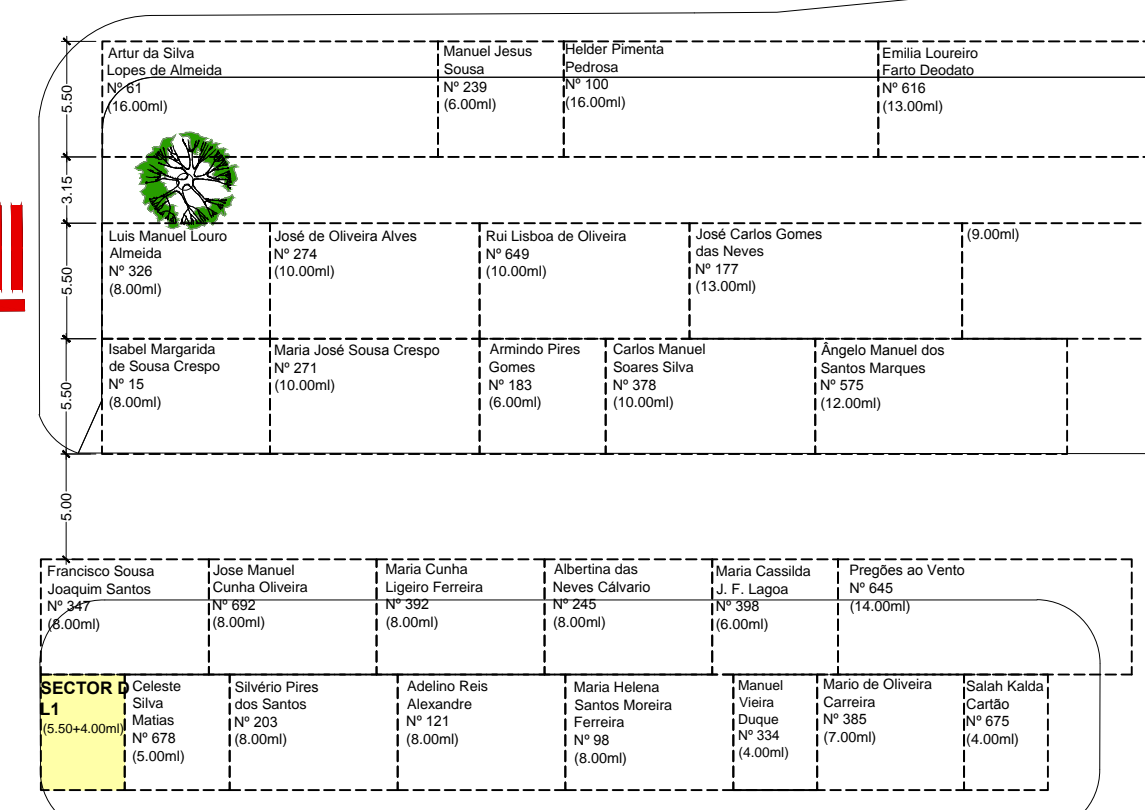 Artur da Silva
Lopes de Almeida
Nº 61
(16.00ml)
Manuel Jesus
Sousa
Nº 239
(6.00ml)
Helder Pimenta
Pedrosa
Nº 100
(16.00ml)
Emilia Loureiro
Farto Deodato
Nº 616
(13.00ml)
5.50
3.15
Luis Manuel Louro
Almeida
Nº 326
(8.00ml)
José de Oliveira Alves
Nº 274
(10.00ml)
Rui Lisboa de Oliveira
Nº 649
(10.00ml)
José Carlos Gomes
das Neves
Nº 177
(13.00ml)
(9.00ml)
5.50
Isabel Margarida
de Sousa Crespo
Nº 15
(8.00ml)
Maria José Sousa Crespo
Nº 271
(10.00ml)
Armindo Pires
Gomes
Nº 183
(6.00ml)
Carlos Manuel
Soares Silva
Nº 378
(10.00ml)
Ângelo Manuel dos
Santos Marques
Nº 575
(12.00ml)
5.50
5.00
Francisco Sousa
Joaquim Santos
Nº 347
(8.00ml)
Jose Manuel
Cunha Oliveira
Nº 692
(8.00ml)
Maria Cunha
Ligeiro Ferreira
Nº 392
(8.00ml)
Albertina das
Neves Cálvario
Nº 245
(8.00ml)
Maria Cassilda
J. F. Lagoa
Nº 398
(6.00ml)
Pregões ao Vento
Nº 645
(14.00ml)
SECTOR D
L1
(5.50+4.00ml)
Celeste
Silva
Matias
Nº 678
(5.00ml)
Silvério Pires
dos Santos
Nº 203
(8.00ml)
Adelino Reis
Alexandre
Nº 121
(8.00ml)
Maria Helena
Santos Moreira
Ferreira
Nº 98
(8.00ml)
Manuel
Vieira
Duque
Nº 334
(4.00ml)
Mario de Oliveira
Carreira
Nº 385
(7.00ml)
Salah Kalda
Cartão
Nº 675
(4.00ml)